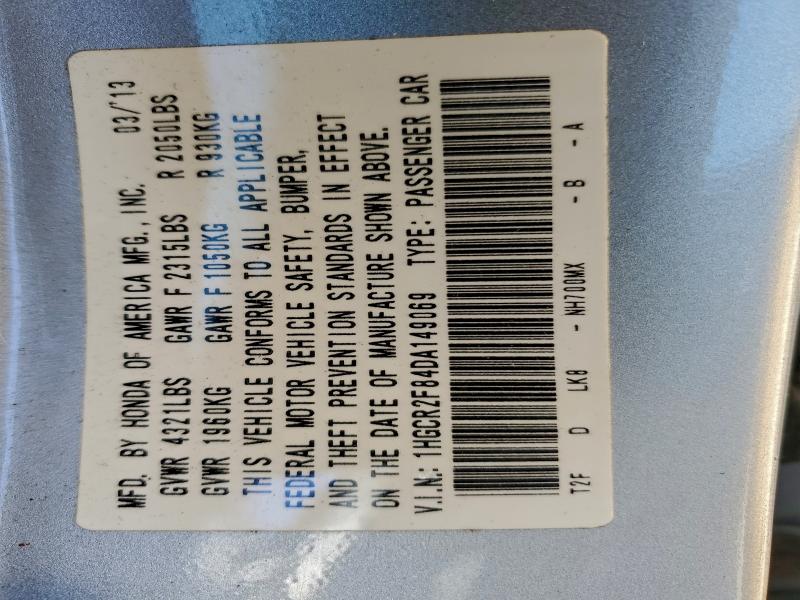 MFD. BY HONDA OF AMERICA MFG., INC. 03/'13
GVWR 4321LBS GAWR F 2315LBS R 2050LBS
GVWR 1960KG GAWR F 1050KG R 930KG
THIS VEHICLE CONFORMS TO ALL APPLICABLE
FEDERAL MOTOR VEHICLE SAFETY, BUMPER,
AND THEFT PREVENTION STANDARDS IN EFFECT
ON THE DATE OF MANUFACTURE SHOWN ABOVE.
V.I.N.: 1HGCR2F84DA149069 TYPE: PASSENGER CAR
T2F D LK8 - NH700MX - B - A